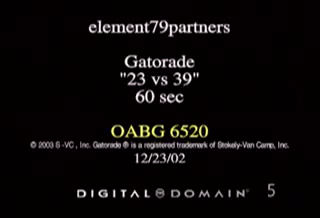 element79partners
Gatorade
"23 vs 39"
60 sec
OABG 6520
© 2003 S -VC , Inc. Gatorade ® is a registered trademark of Stokely-Van Camp, Inc.
12/23/02
DIGITAL DOMAIN 5